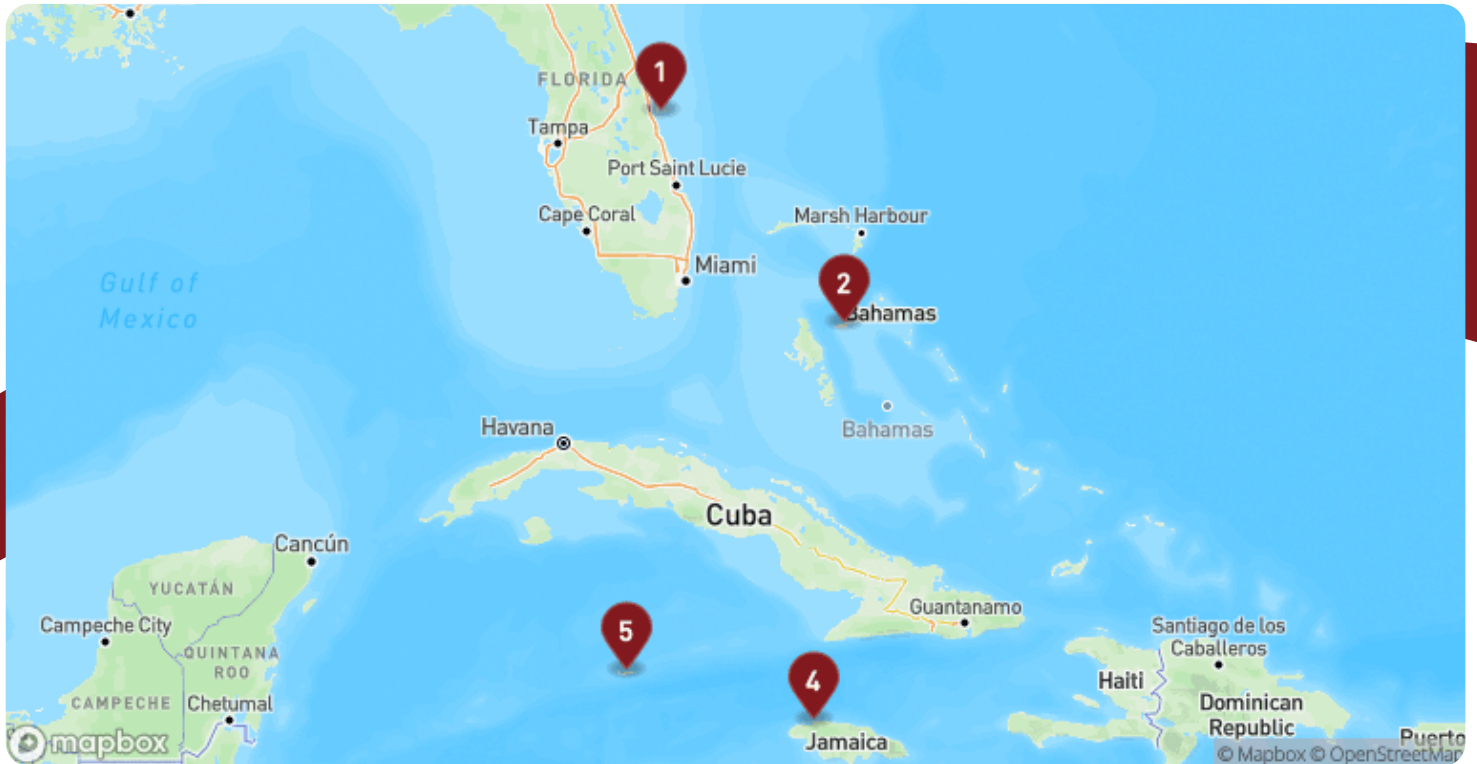 1
FLORIDA
Tampa
Port Saint Lucie
Cape Coral
Marsh Harbour
Miami
2
Bahamas
Gulf of
Mexico
Havana
Bahamas
Cuba
Cancún
YUCATÁN
Guantanamo
Campeche City
5
Santiago de los
Caballeros
QUINTANA
ROO
4
Haiti
CAMPECHE
Chetumal
Dominican
Republic
Jamaica
Puerto
mapbox
© Mapbox © OpenStreetMap